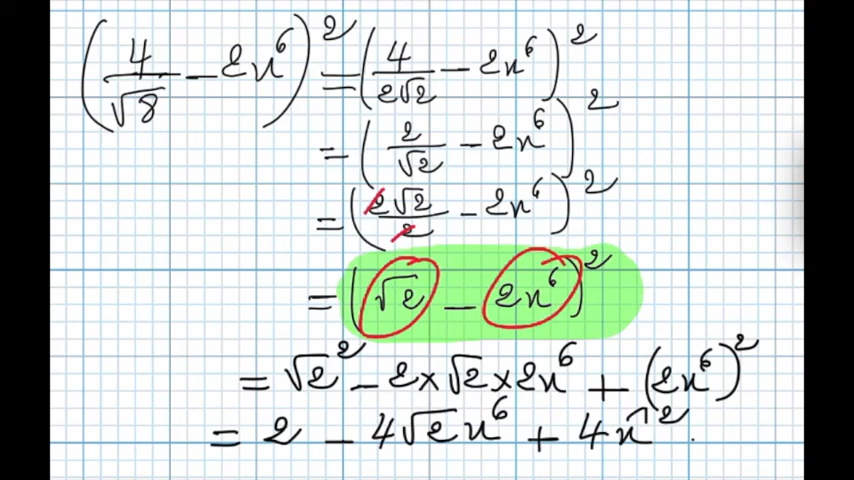 (4/√8 − 2x⁶)² = (4/2√2 − 2x⁶)²
= (2/√2 − 2x⁶)²
= (2√2/2 − 2x⁶)²
= (√2 − 2x⁶)²
= √2² − 2×√2×2x⁶ + (2x⁶)²
= 2 − 4√2x⁶ + 4x¹².